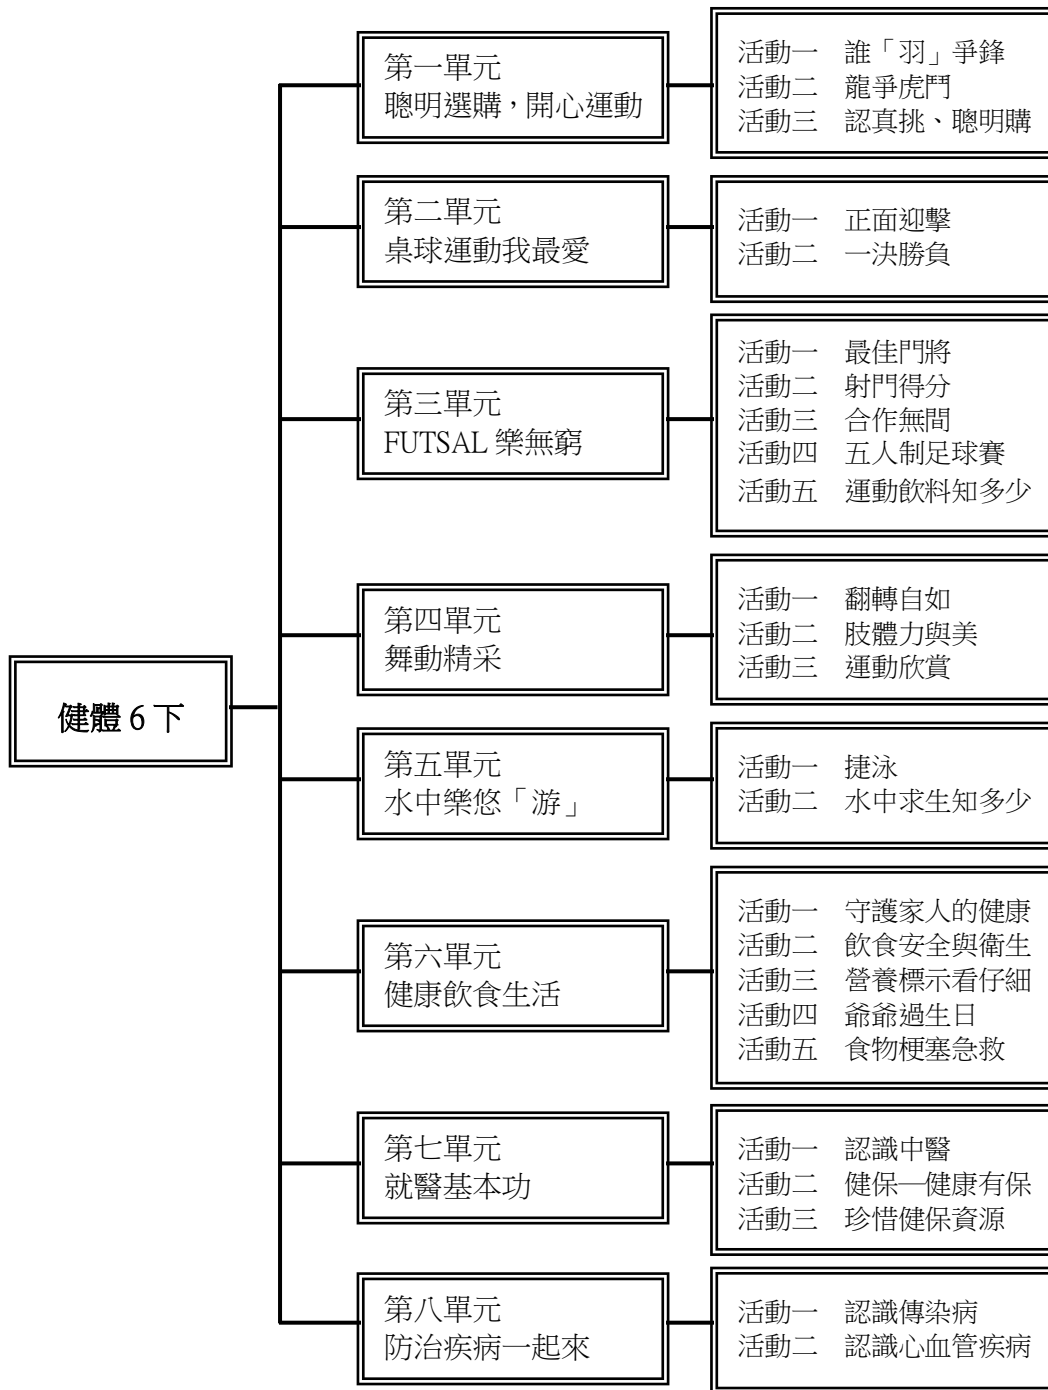 健體 6 下
第一單元
聰明選購，開心運動
活動一 誰「羽」爭鋒
活動二 龍爭虎鬥
活動三 認真挑、聰明購
第二單元
桌球運動我最愛
活動一 正面迎擊
活動二 一決勝負
第三單元
FUTSAL 樂無窮
活動一 最佳門將
活動二 射門得分
活動三 合作無間
活動四 五人制足球賽
活動五 運動飲料知多少
第四單元
舞動精采
活動一 翻轉自如
活動二 肢體力與美
活動三 運動欣賞
第五單元
水中樂悠「游」
活動一 捷泳
活動二 水中求生知多少
第六單元
健康飲食生活
活動一 守護家人的健康
活動二 飲食安全與衛生
活動三 營養標示看仔細
活動四 爺爺過生日
活動五 食物梗塞急救
第七單元
就醫基本功
活動一 認識中醫
活動二 健保─健康有保
活動三 珍惜健保資源
第八單元
防治疾病一起來
活動一 認識傳染病
活動二 認識心血管疾病